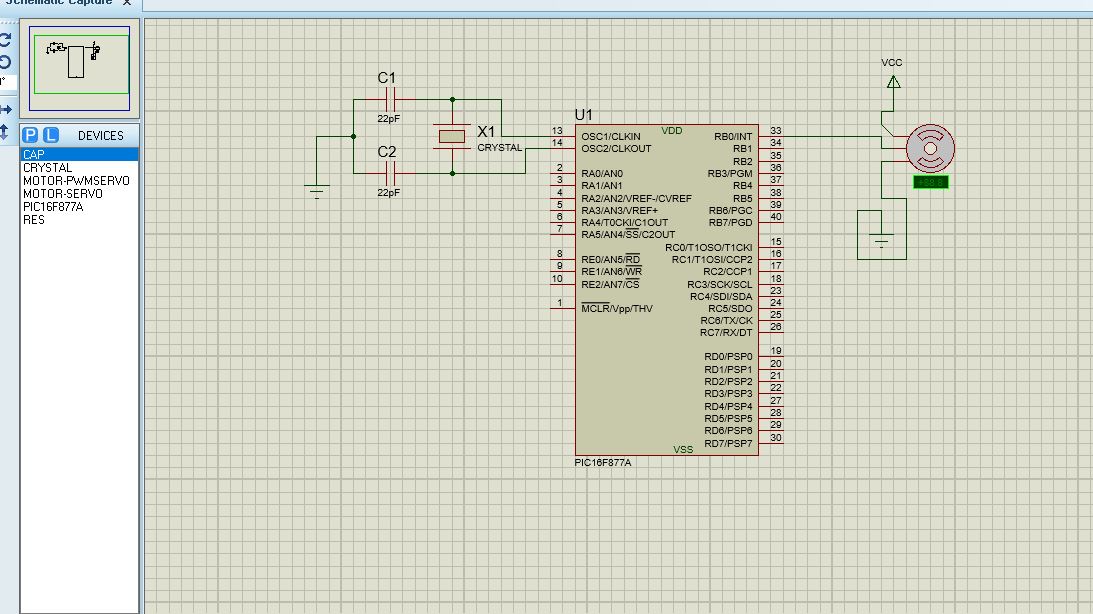 Schematic Capture X
P L DEVICES
CAP
CRYSTAL
MOTOR-PWMSERVO
MOTOR-SERVO
PIC16F877A
RES
C1
22pF
X1
CRYSTAL
C2
22pF
U1
VDD
13 OSC1/CLKIN
14 OSC2/CLKOUT
2 RA0/AN0
3 RA1/AN1
4 RA2/AN2/VREF-/CVREF
5 RA3/AN3/VREF+
6 RA4/T0CKI/C1OUT
7 RA5/AN4/SS/C2OUT
8 RE0/AN5/RD
9 RE1/AN6/WR
10 RE2/AN7/CS
1 MCLR/Vpp/THV
RB0/INT 33
RB1 34
RB2 35
RB3/PGM 36
RB4 37
RB5 38
RB6/PGC 39
RB7/PGD 40
RC0/T1OSO/T1CKI 15
RC1/T1OSI/CCP2 16
RC2/CCP1 17
RC3/SCK/SCL 18
RC4/SDI/SDA 23
RC5/SDO 24
RC6/TX/CK 25
RC7/RX/DT 26
RD0/PSP0 19
RD1/PSP1 20
RD2/PSP2 21
RD3/PSP3 22
RD4/PSP4 27
RD5/PSP5 28
RD6/PSP6 29
RD7/PSP7 30
VSS
PIC16F877A
VCC